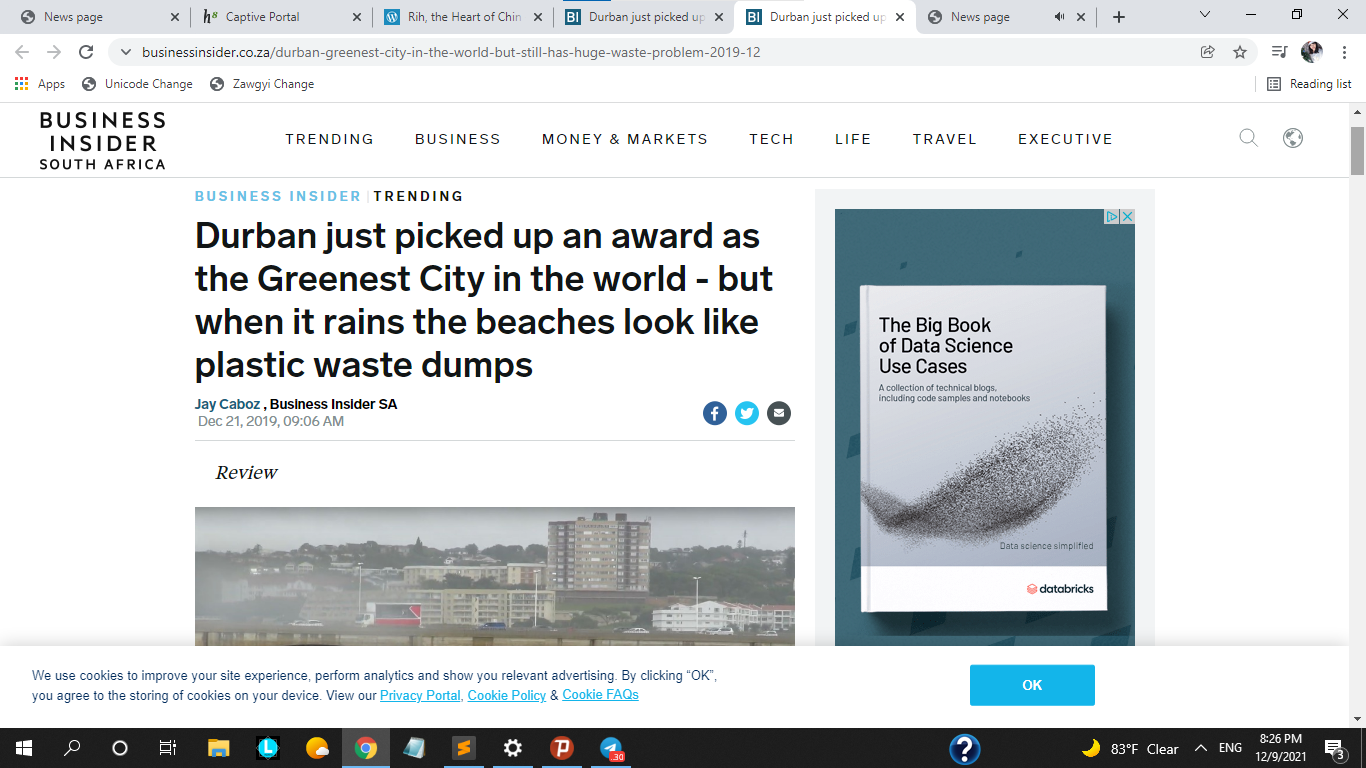 News page
Captive Portal
Rih, the Heart of Chin
Durban just picked up
Durban just picked up
News page
businessinsider.co.za/durban-greenest-city-in-the-world-but-still-has-huge-waste-problem-2019-12
Apps
Unicode Change
Zawgyi Change
Reading list
BUSINESS
INSIDER
SOUTH AFRICA
TRENDING
BUSINESS
MONEY & MARKETS
TECH
LIFE
TRAVEL
EXECUTIVE
BUSINESS INSIDER | TRENDING
Durban just picked up an award as
the Greenest City in the world - but
when it rains the beaches look like
plastic waste dumps
Jay Caboz , Business Insider SA
Dec 21, 2019, 09:06 AM
Review
The Big Book
of Data Science
Use Cases
A collection of technical blogs,
including code samples and notebooks
Data science simplified
databricks
We use cookies to improve your site experience, perform analytics and show you relevant advertising. By clicking “OK”,
you agree to the storing of cookies on your device. View our Privacy Portal, Cookie Policy & Cookie FAQs
OK
83°F Clear
ENG
8:26 PM
12/9/2021
3
30